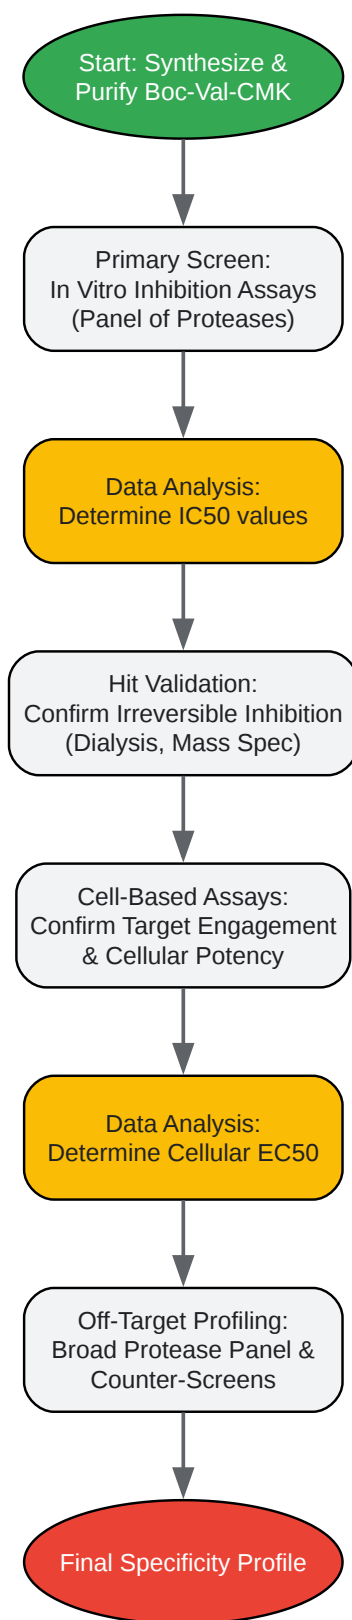 Start: Synthesize &
Purify Boc-Val-CMK
Primary Screen:
In Vitro Inhibition Assays
(Panel of Proteases)
Data Analysis:
Determine IC50 values
Hit Validation:
Confirm Irreversible Inhibition
(Dialysis, Mass Spec)
Cell-Based Assays:
Confirm Target Engagement
& Cellular Potency
Data Analysis:
Determine Cellular EC50
Off-Target Profiling:
Broad Protease Panel &
Counter-Screens
Final Specificity Profile